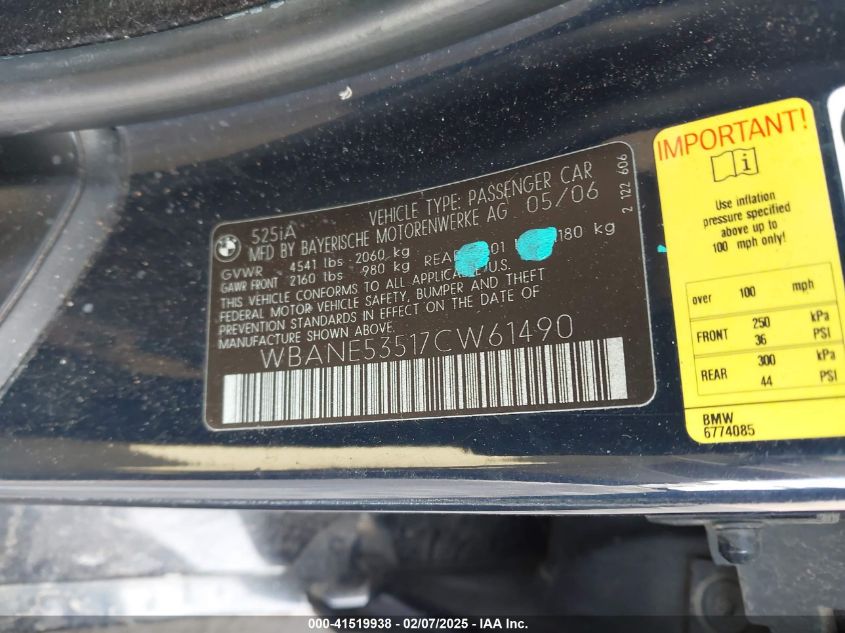 525iA VEHICLE TYPE: PASSENGER CAR
MFD BY BAYERISCHE MOTORENWERKE AG 05/06
GVWR 4541 lbs 2060 kg
GAWR FRONT 2160 lbs 980 kg REAR 180 kg
THIS VEHICLE CONFORMS TO ALL APPLICABLE U.S.
FEDERAL MOTOR VEHICLE SAFETY, BUMPER AND THEFT
PREVENTION STANDARDS IN EFFECT ON THE DATE OF
MANUFACTURE SHOWN ABOVE.
WBANE53517CW61490
2 122 606
IMPORTANT!
i
Use inflation
pressure specified
above up to
100 mph only!
over 100 mph
FRONT 250 kPa
36 PSI
REAR 300 kPa
44 PSI
BMW
6774085
000-41519938 - 02/07/2025 - IAA Inc.